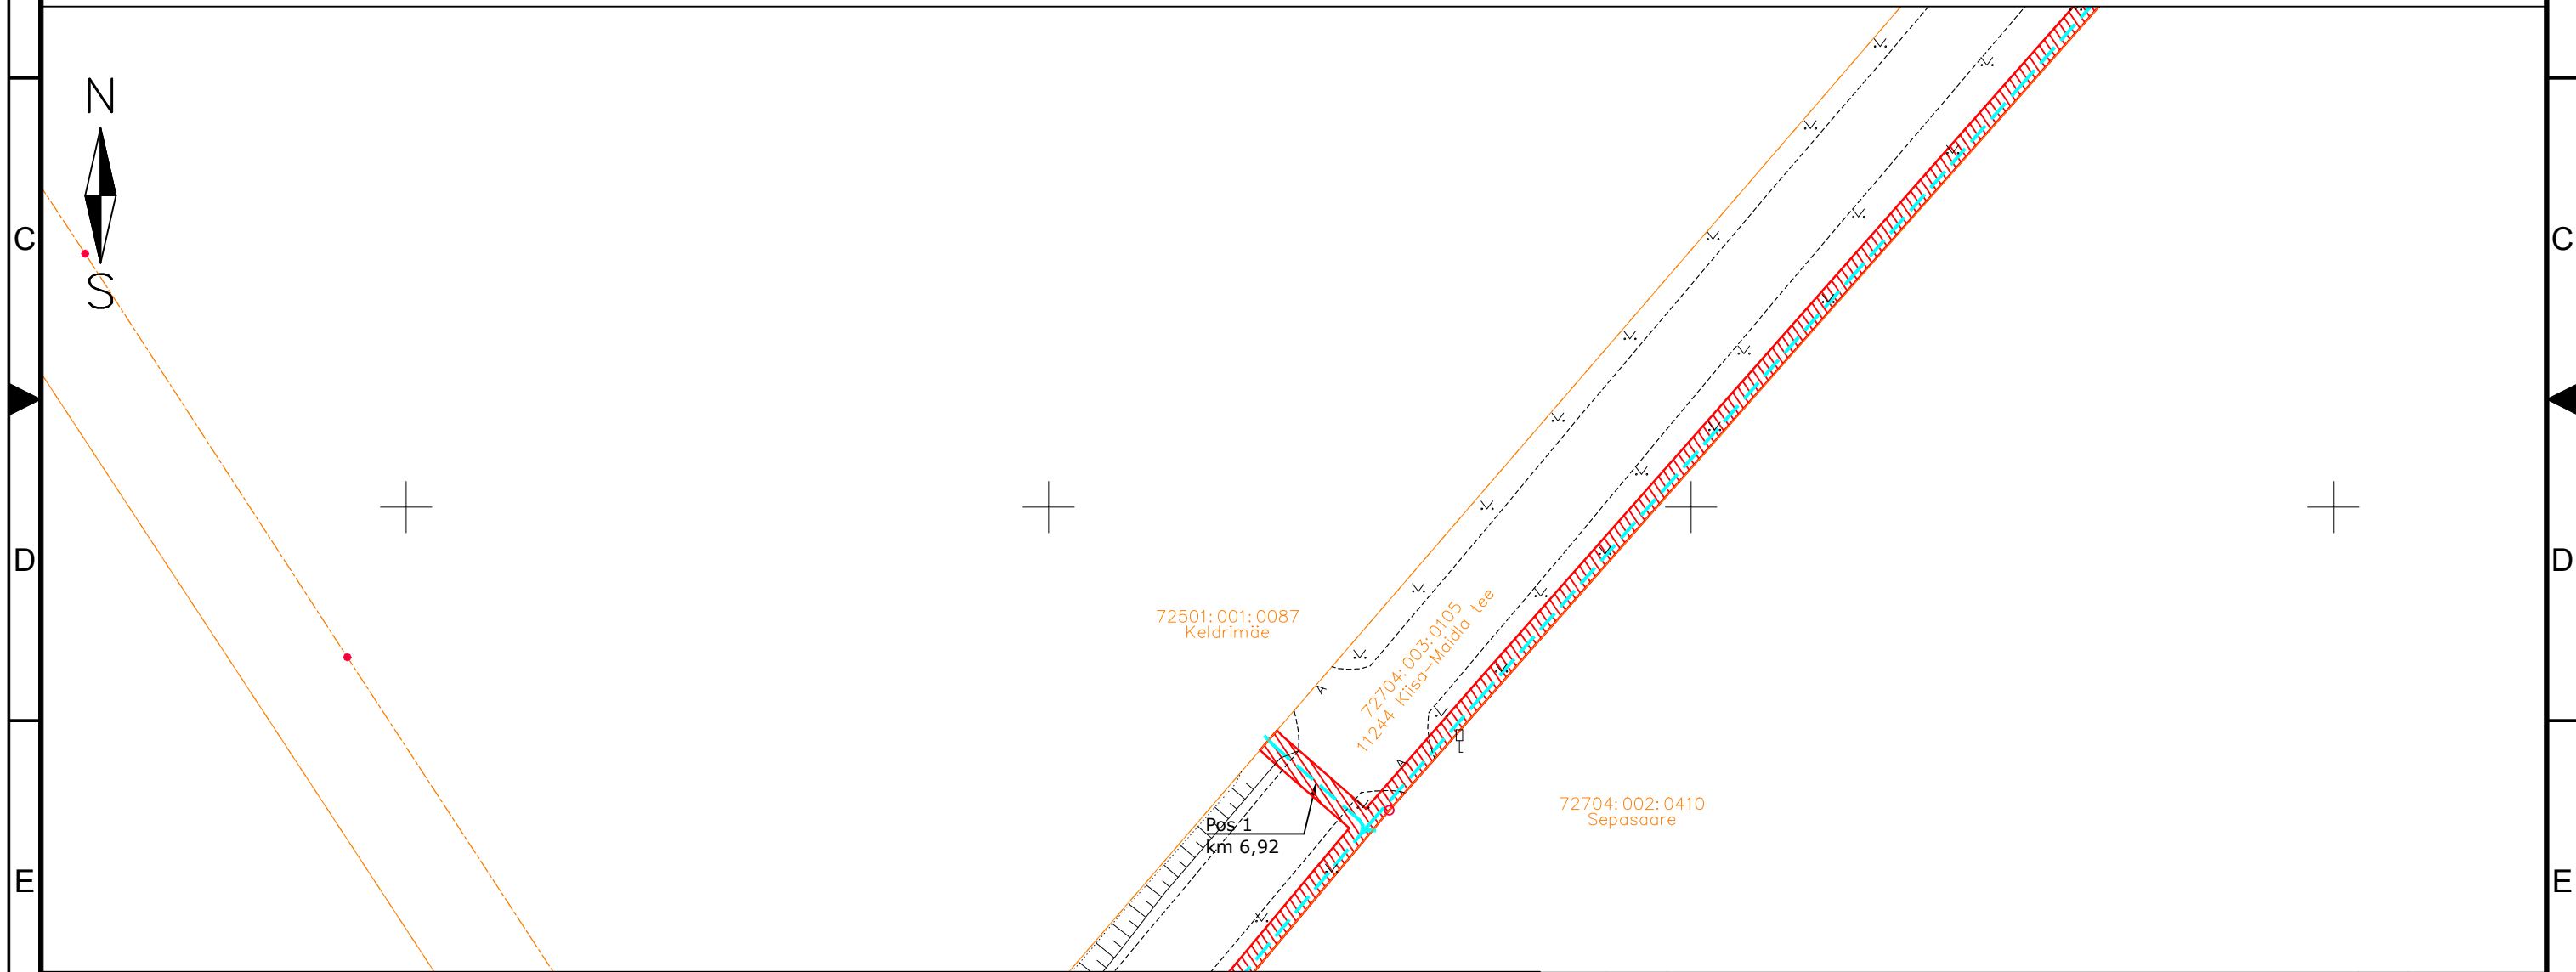 N
S
C
C
D
D
72501:001:0087
Keldrimäe
72704:003:0105
11244 Kiisa-Maidla tee
A
A
72704:002:0410
Sepasaare
Pos 1
km 6,92
E
E